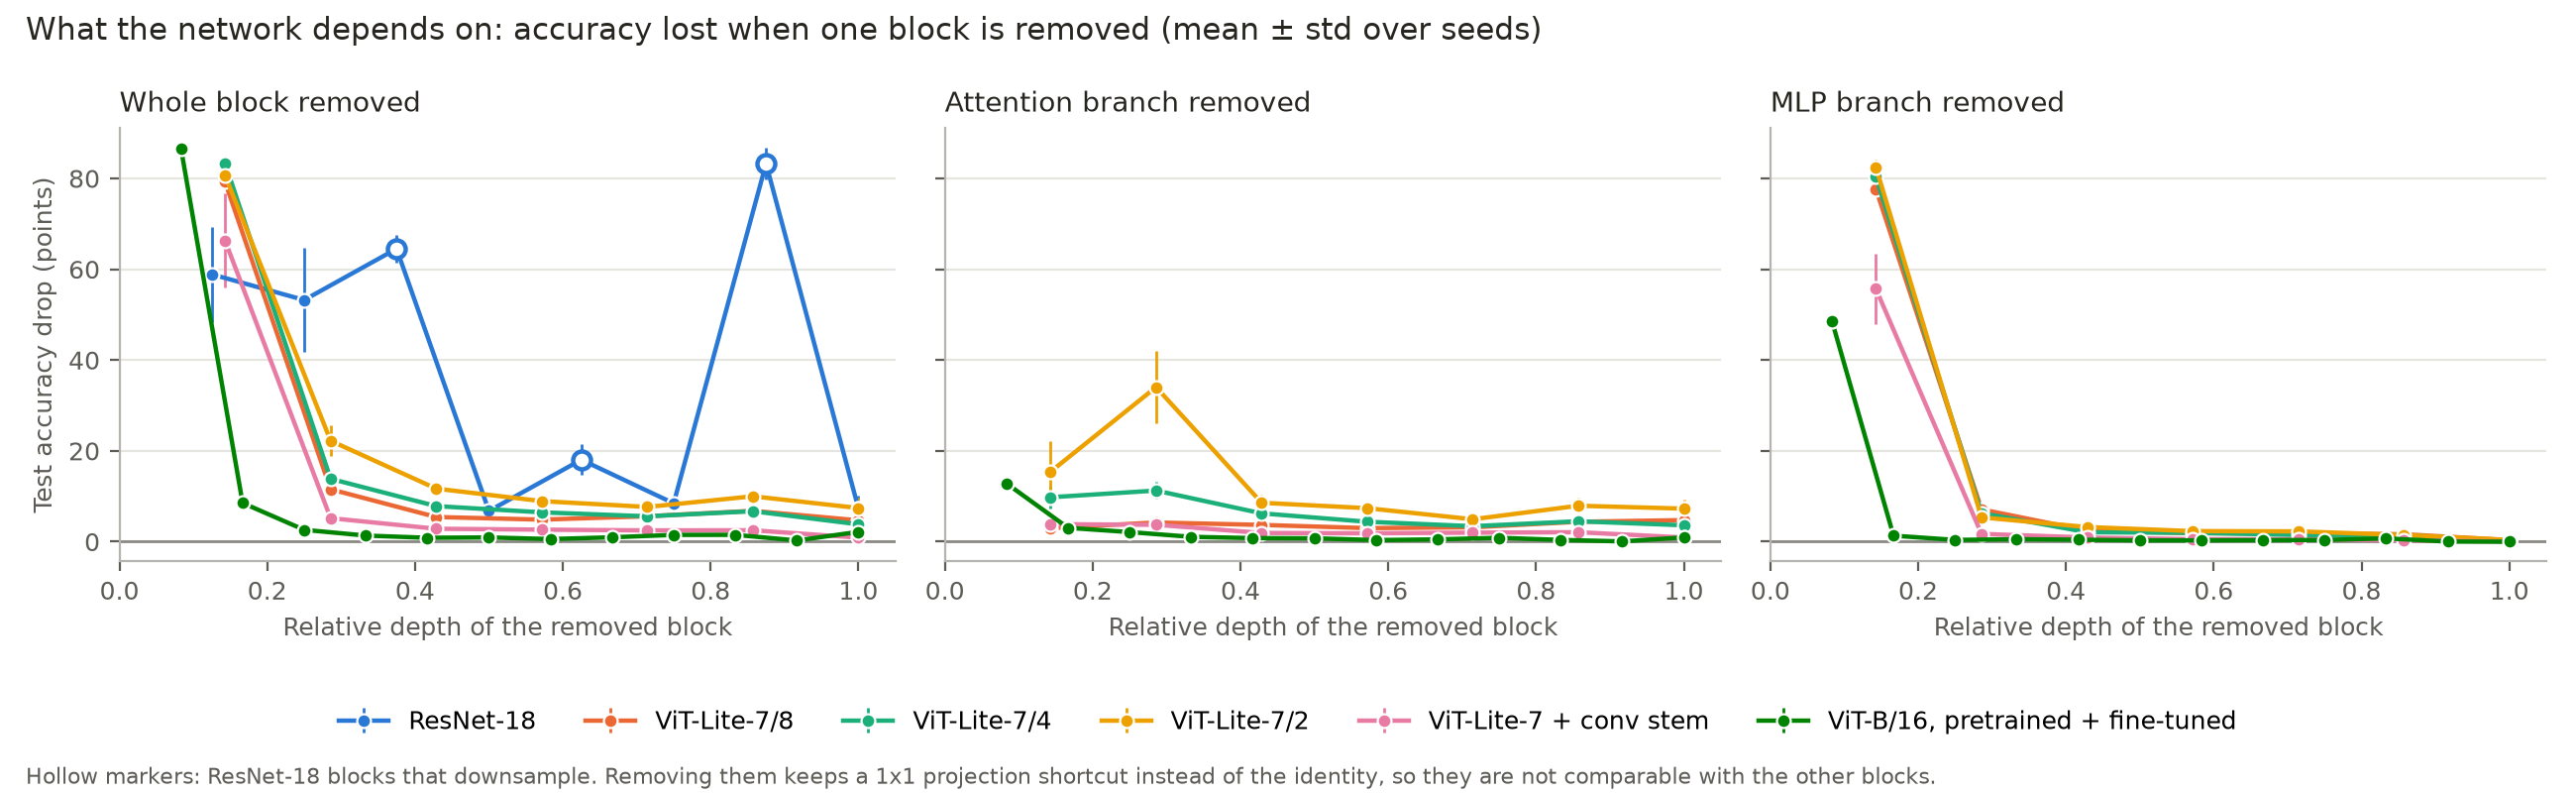 What the network depends on: accuracy lost when one block is removed (mean ± std over seeds)
Whole block removed
Attention branch removed
MLP branch removed
Test accuracy drop (points)
80
60
40
20
0
0.0 0.2 0.4 0.6 0.8 1.0
0.0 0.2 0.4 0.6 0.8 1.0
0.0 0.2 0.4 0.6 0.8 1.0
Relative depth of the removed block
Relative depth of the removed block
Relative depth of the removed block
ResNet-18 ViT-Lite-7/8 ViT-Lite-7/4 ViT-Lite-7/2 ViT-Lite-7 + conv stem ViT-B/16, pretrained + fine-tuned
Hollow markers: ResNet-18 blocks that downsample. Removing them keeps a 1x1 projection shortcut instead of the identity, so they are not comparable with the other blocks.